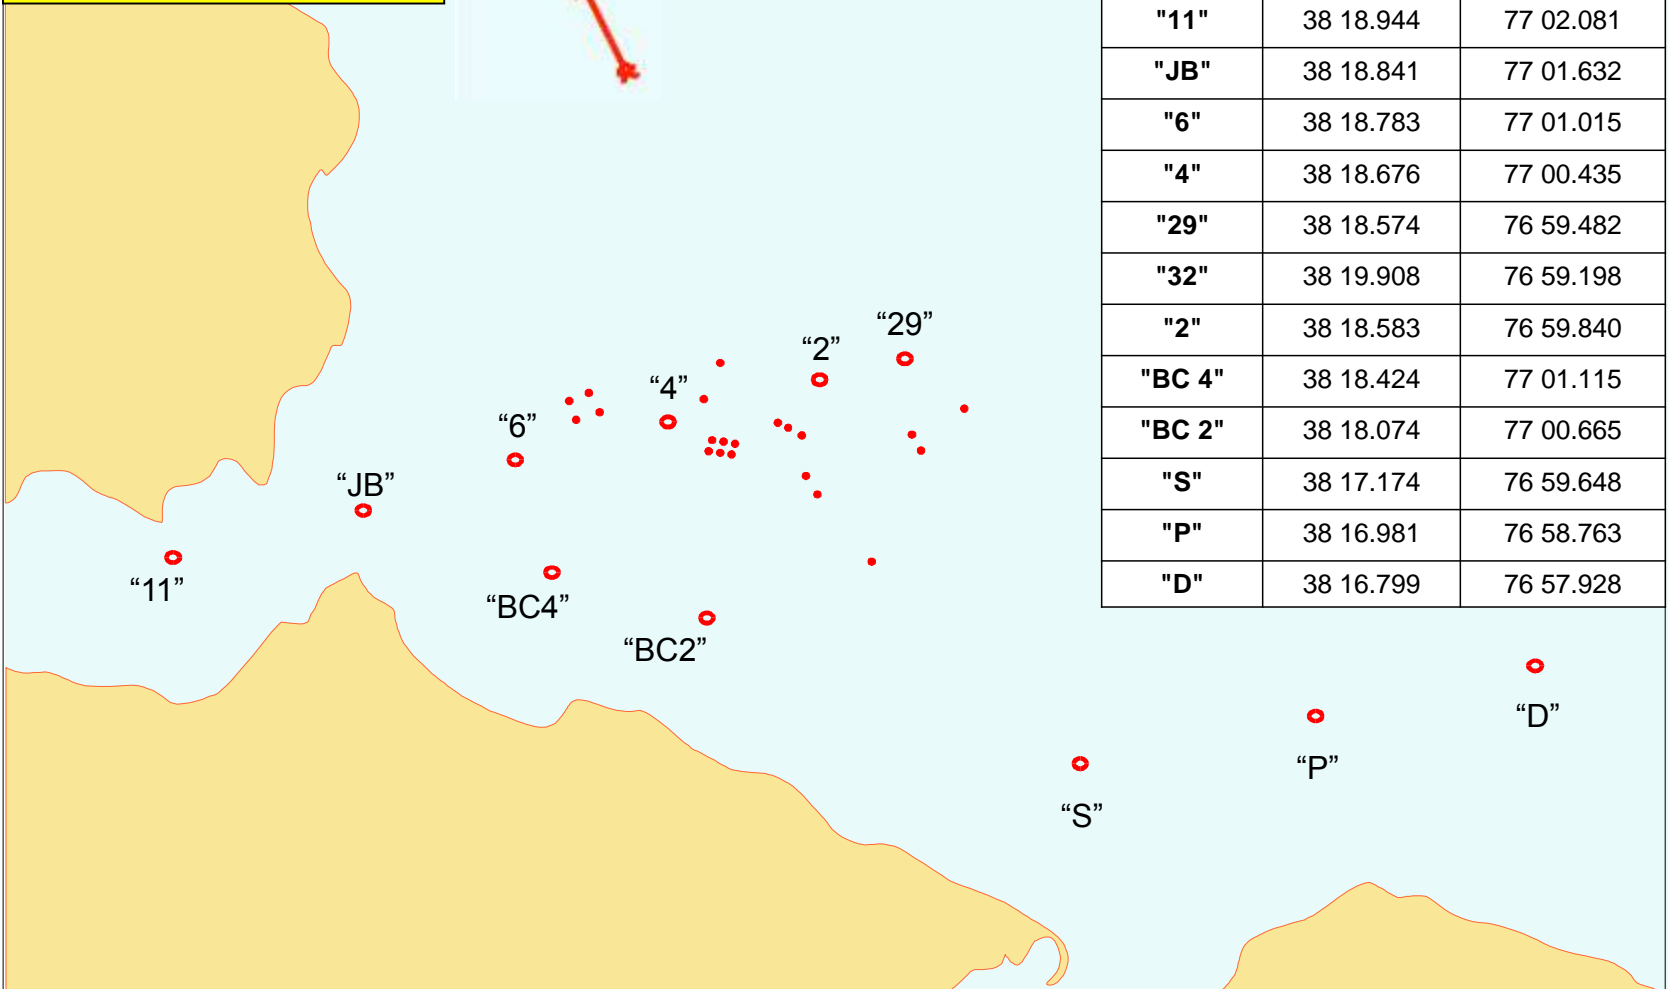 "11" 38 18.944 77 02.081
"JB" 38 18.841 77 01.632
"6" 38 18.783 77 01.015
"4" 38 18.676 77 00.435
"29" 38 18.574 76 59.482
"32" 38 19.908 76 59.198
"2" 38 18.583 76 59.840
"BC 4" 38 18.424 77 01.115
"BC 2" 38 18.074 77 00.665
"S" 38 17.174 76 59.648
"P" 38 16.981 76 58.763
"D" 38 16.799 76 57.928
“29”
“2”
“4”
“6”
“JB”
“11”
“BC4”
“BC2”
“D”
“P”
“S”